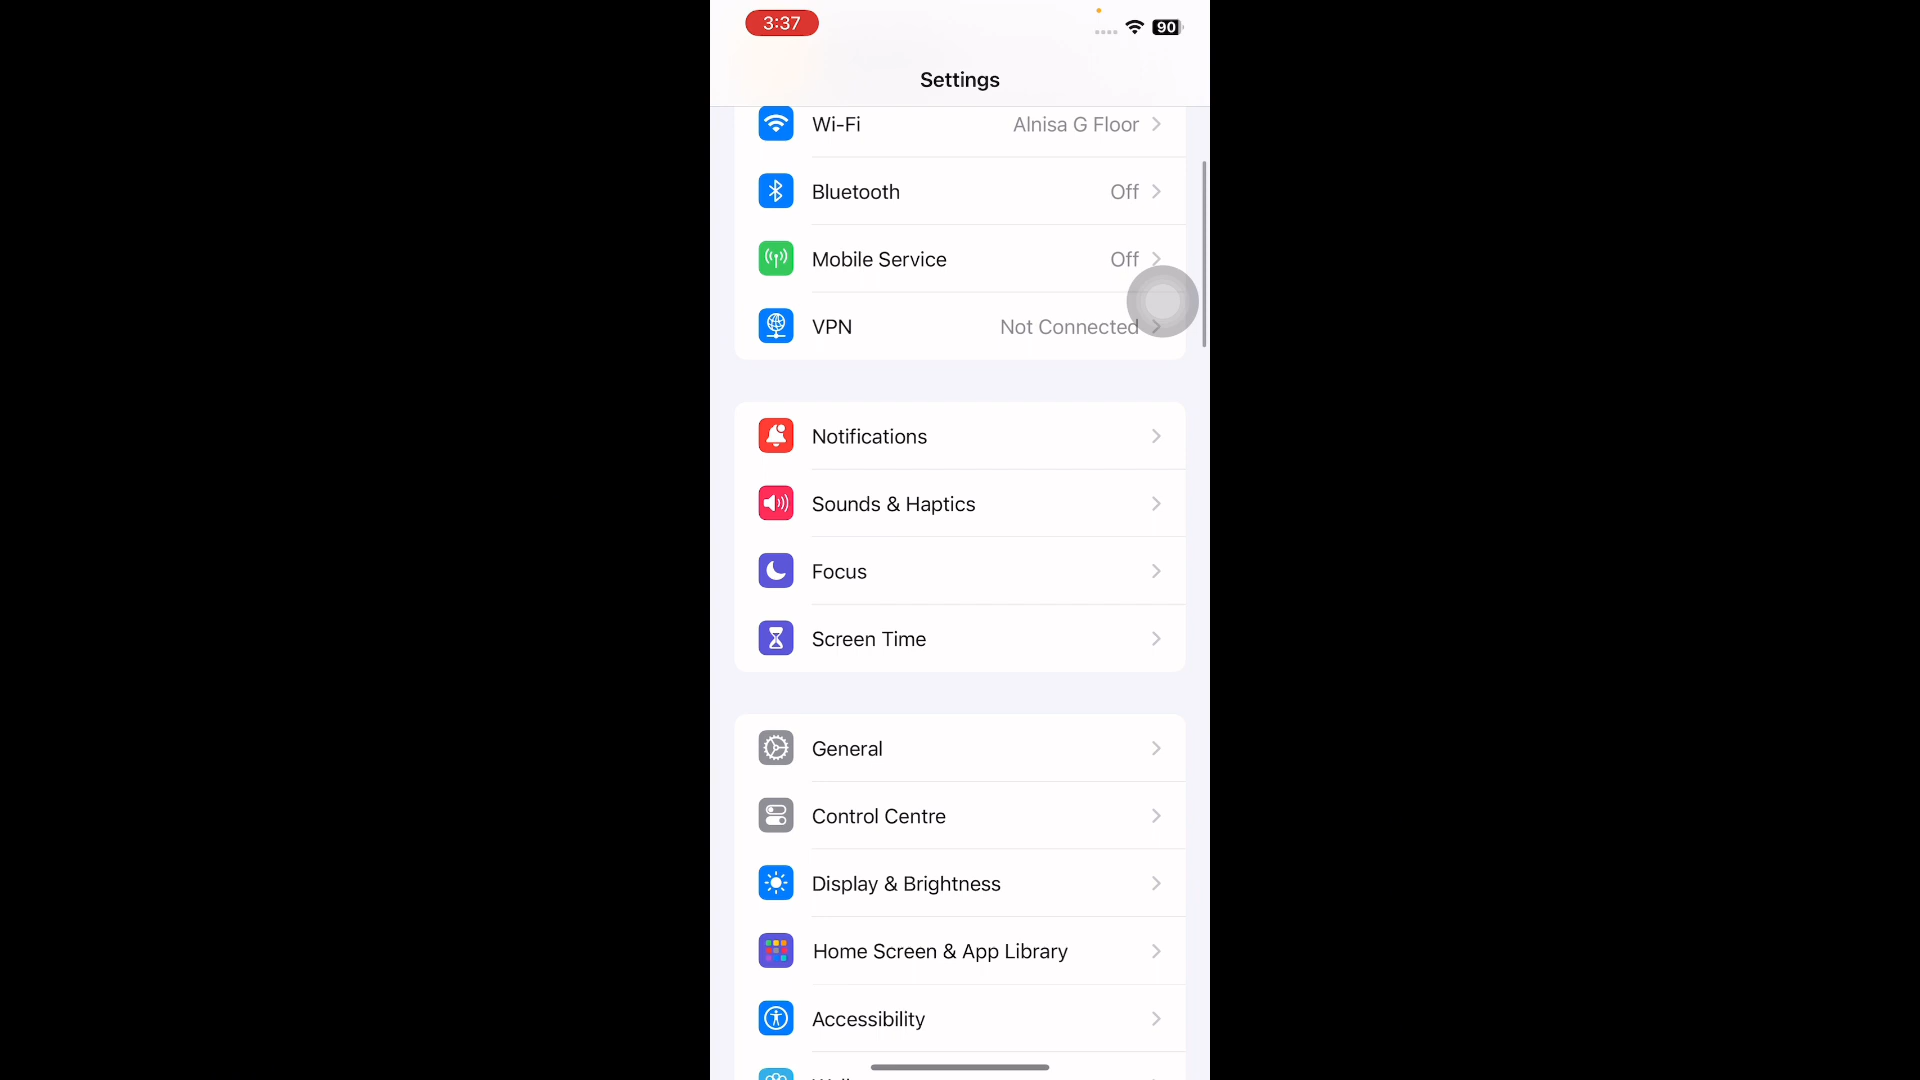 3:37
90
Settings
Wi-Fi Alnisa G Floor
Bluetooth Off
Mobile Service Off
VPN Not Connected
Notifications
Sounds & Haptics
Focus
Screen Time
General
Control Centre
Display & Brightness
Home Screen & App Library
Accessibility